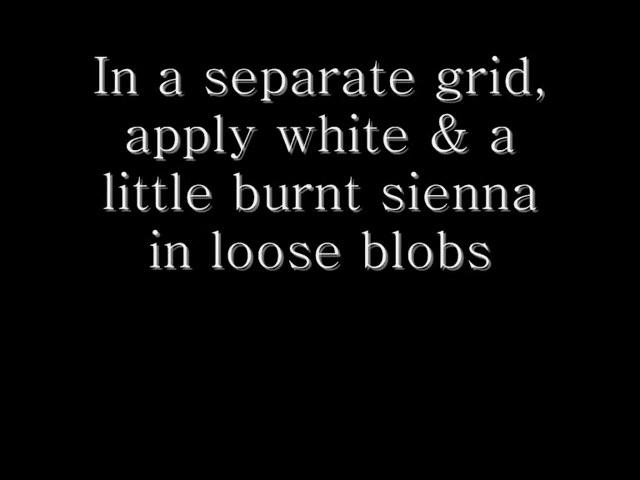 In a separate grid,
apply white & a
little burnt sienna
in loose blobs